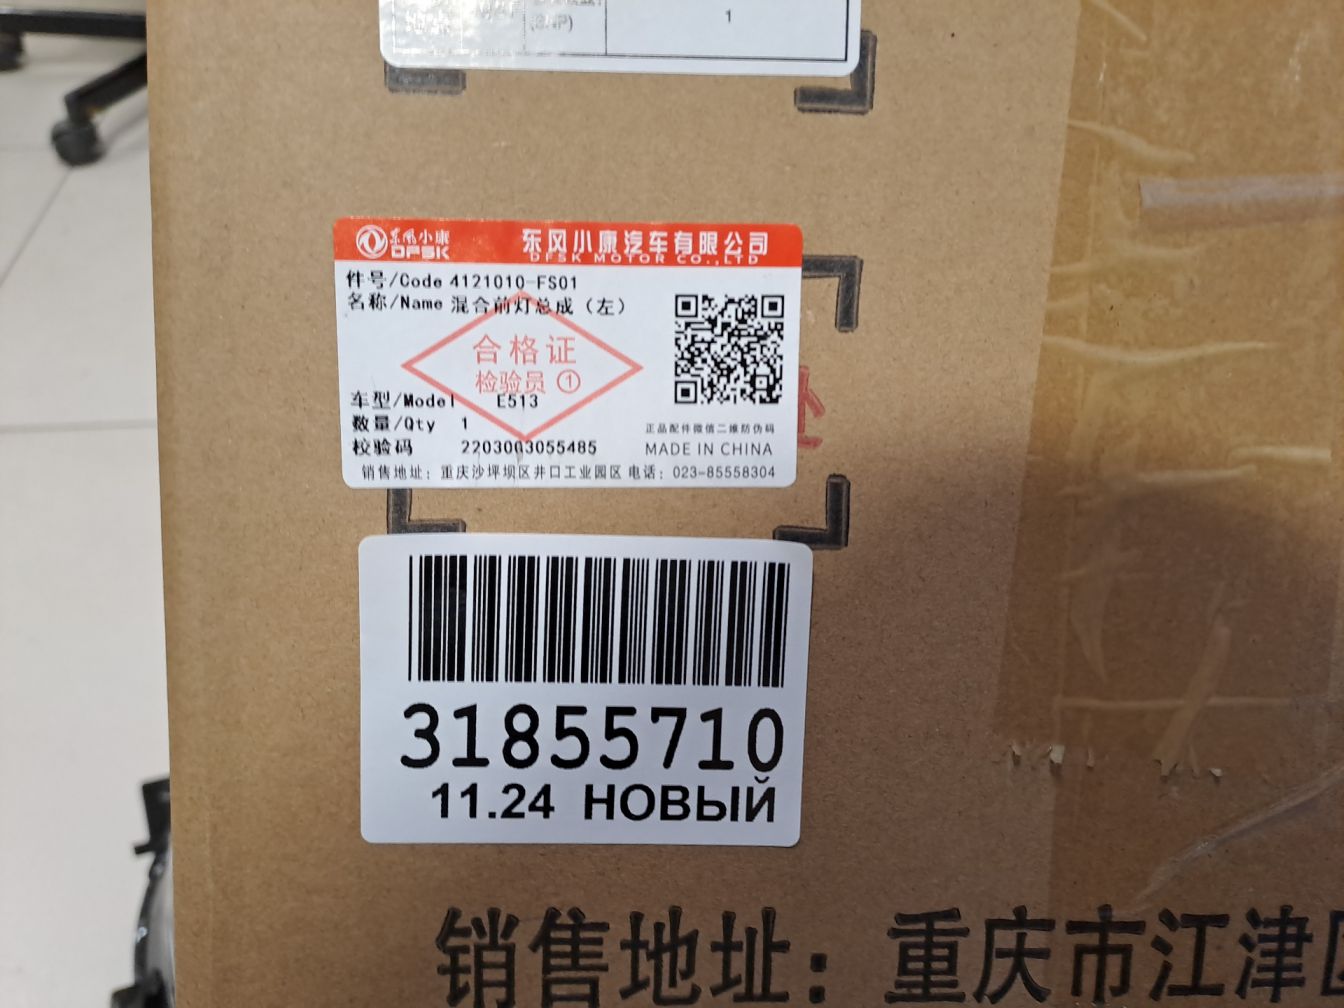 (SNP)
1
东风小康 东风小康汽车有限公司
DFSK DFSK MOTOR CO.,LTD
件号/Code 4121010-FS01
名称/Name 混合前灯总成（左）
合格证
检验员 ①
车型/Model E513
数量/Qty 1
正品配件微信二维防伪码
校验码 2203003055485 MADE IN CHINA
销售地址：重庆沙坪坝区井口工业园区 电话：023-85558304
31855710
11.24 НОВЫЙ
销售地址：重庆市江津